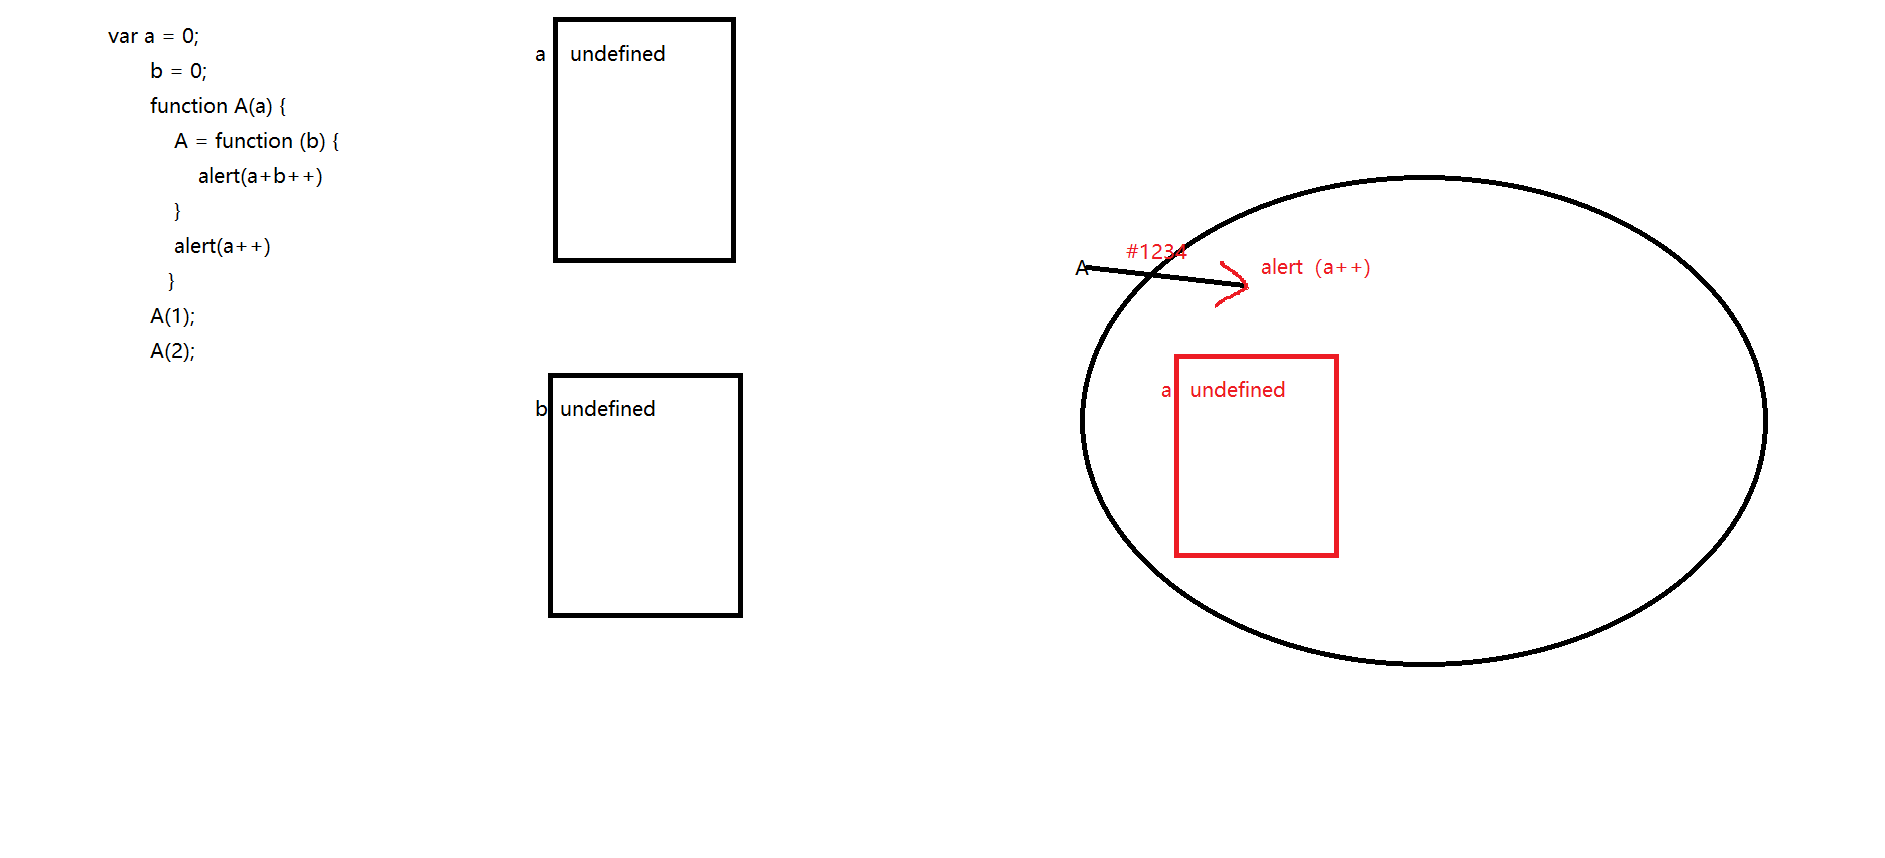 var a = 0;
b = 0;
function A(a) {
A = function (b) {
alert(a+b++)
}
alert(a++)
}
A(1);
A(2);
a undefined
b undefined
A #1234 alert (a++)
a undefined